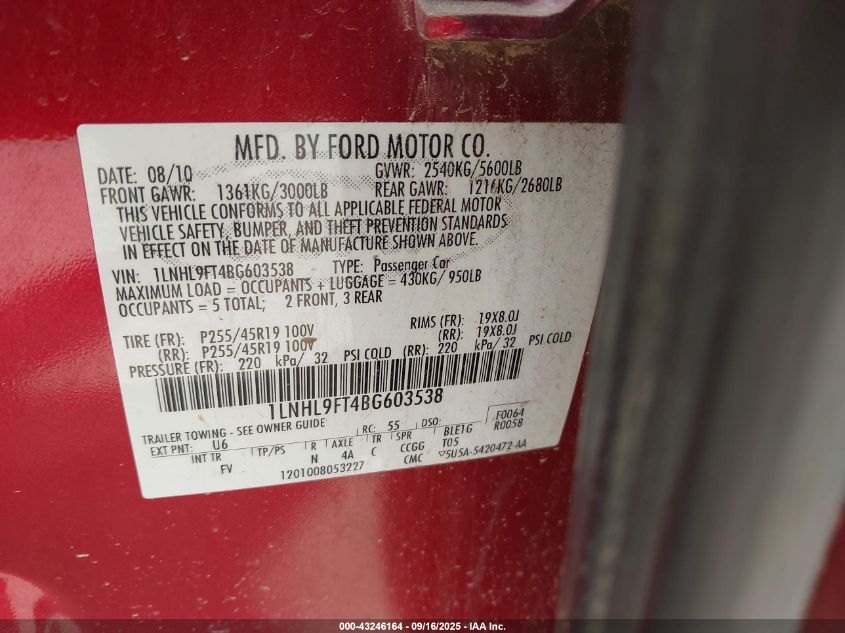 MFD. BY FORD MOTOR CO.
DATE: 08/10 GVWR: 2540KG/5600LB
FRONT GAWR: 1361KG/3000LB REAR GAWR: 1216KG/2680LB
THIS VEHICLE CONFORMS TO ALL APPLICABLE FEDERAL MOTOR
VEHICLE SAFETY, BUMPER, AND THEFT PREVENTION STANDARDS
IN EFFECT ON THE DATE OF MANUFACTURE SHOWN ABOVE.
VIN: 1LNHL9FT4BG603538 TYPE: Passenger Car
MAXIMUM LOAD = OCCUPANTS + LUGGAGE = 430KG/ 950LB
OCCUPANTS = 5 TOTAL; 2 FRONT, 3 REAR
TIRE (FR): P255/45R19 100V RIMS (FR): 19X8.0J
(RR): P255/45R19 100V (RR): 19X8.0J
PRESSURE (FR): 220 kPa/ 32 PSI COLD (RR): 220 kPa/ 32 PSI COLD
1LNHL9FT4BG603538
TRAILER TOWING - SEE OWNER GUIDE RC: 55 DSO: F0064
EXT PNT: U6 BLE1G R0058
INT TR TP/PS R AXLE TR SPR T05
FV N 4A C CCGG ▽5U5A-5420472-AA
1201008053227 CMC
000-43246164 - 09/16/2025 - IAA Inc.